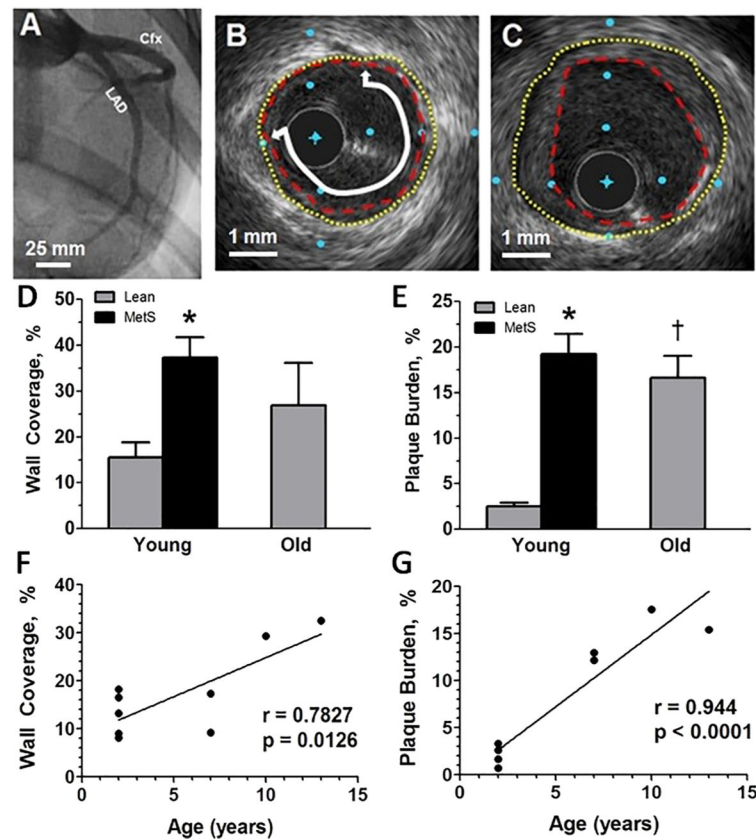 A
Cfx
LAD
25 mm
B
1 mm
C
1 mm
D
Wall Coverage, %
50
40
30
20
10
0
Lean
MetS
*
Young
Old
E
Plaque Burden, %
25
20
15
10
5
0
Lean
MetS
*
†
Young
Old
F
Wall Coverage, %
40
30
20
10
0
r = 0.7827
p = 0.0126
0
5
10
15
Age (years)
G
Plaque Burden, %
20
15
10
5
0
r = 0.944
p < 0.0001
0
5
10
15
Age (years)